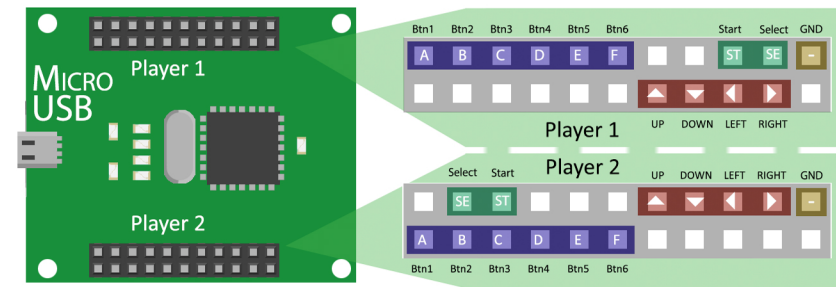 Player 1
MICRO
USB
Player 2
Btn1 Btn2 Btn3 Btn4 Btn5 Btn6 Start Select GND
A B C D E F ST SE -
Player 1 UP DOWN LEFT RIGHT
Select Start Player 2 UP DOWN LEFT RIGHT GND
SE ST -
A B C D E F
Btn1 Btn2 Btn3 Btn4 Btn5 Btn6